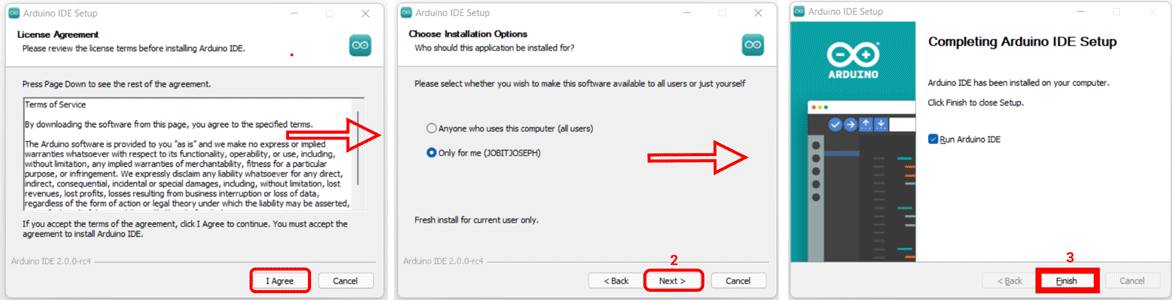 Arduino IDE Setup
License Agreement
Please review the license terms before installing Arduino IDE.
Press Page Down to see the rest of the agreement.
Terms of Service
By downloading the software from this page, you agree to the specified terms.
The Arduino software is provided to you "as is" and we make no express or implied
warranties whatsoever with respect to its functionality, operability, or use, including,
without limitation, any implied warranties of merchantability, fitness for a particular
purpose, or infringement. We expressly disclaim any liability whatsoever for any direct,
indirect, consequential, incidental or special damages, including, without limitation, lost
revenues, lost profits, losses resulting from business interruption or loss of data,
regardless of the form of action or legal theory under which the liability may be asserted,
If you accept the terms of the agreement, click I Agree to continue. You must accept the
agreement to install Arduino IDE.
Arduino IDE 2.0.0-rc4
I Agree
Cancel
Arduino IDE Setup
Choose Installation Options
Who should this application be installed for?
Please select whether you wish to make this software available to all users or just yourself
Anyone who uses this computer (all users)
Only for me (JOBITJOSEPH)
Fresh install for current user only.
Arduino IDE 2.0.0-rc4
2
< Back
Next >
Cancel
Arduino IDE Setup
ARDUINO
Completing Arduino IDE Setup
Arduino IDE has been installed on your computer.
Click Finish to close Setup.
Run Arduino IDE
3
< Back
Finish
Cancel